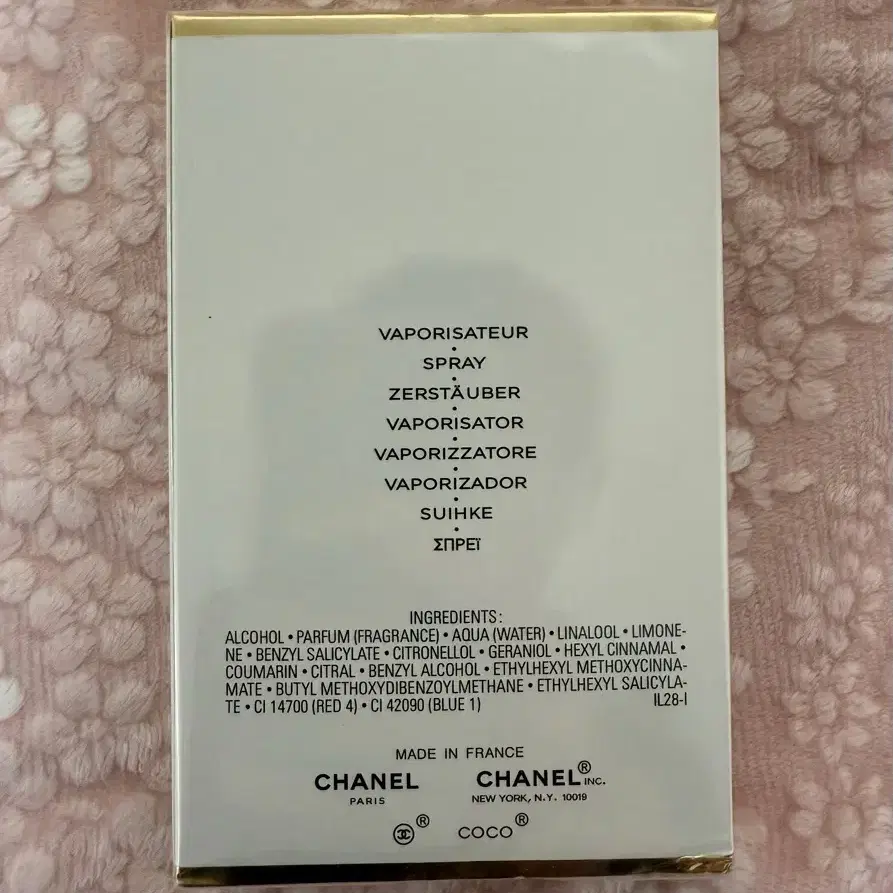 VAPORISATEUR
•
SPRAY
•
ZERSTÄUBER
•
VAPORISATOR
•
VAPORIZZATORE
•
VAPORIZADOR
•
SUIHKE
•
ΣΠΡΕΪ
INGREDIENTS:
ALCOHOL • PARFUM (FRAGRANCE) • AQUA (WATER) • LINALOOL • LIMONE-
NE • BENZYL SALICYLATE • CITRONELLOL • GERANIOL • HEXYL CINNAMAL •
COUMARIN • CITRAL • BENZYL ALCOHOL • ETHYLHEXYL METHOXYCINNA-
MATE • BUTYL METHOXYDIBENZOYLMETHANE • ETHYLHEXYL SALICYLA-
TE • CI 14700 (RED 4) • CI 42090 (BLUE 1) IL28-I
MADE IN FRANCE
CHANEL CHANEL® INC.
PARIS NEW YORK, N.Y. 10019
® COCO®